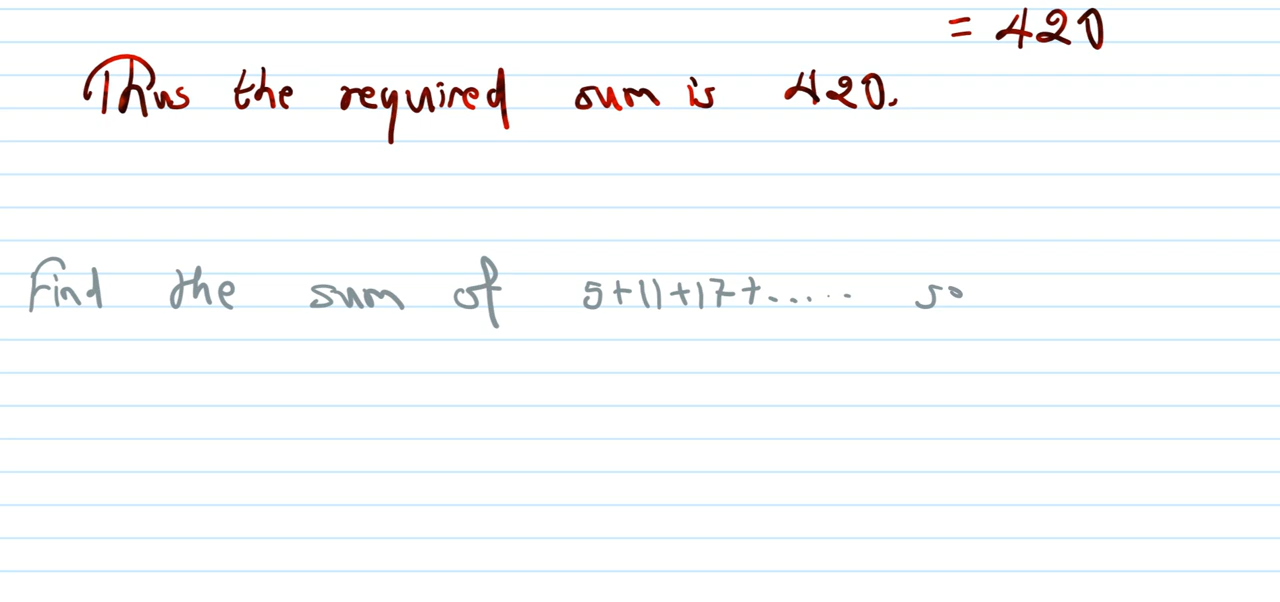 = 420
Thus the required sum is 420.
Find the sum of 5+11+17+...... 50